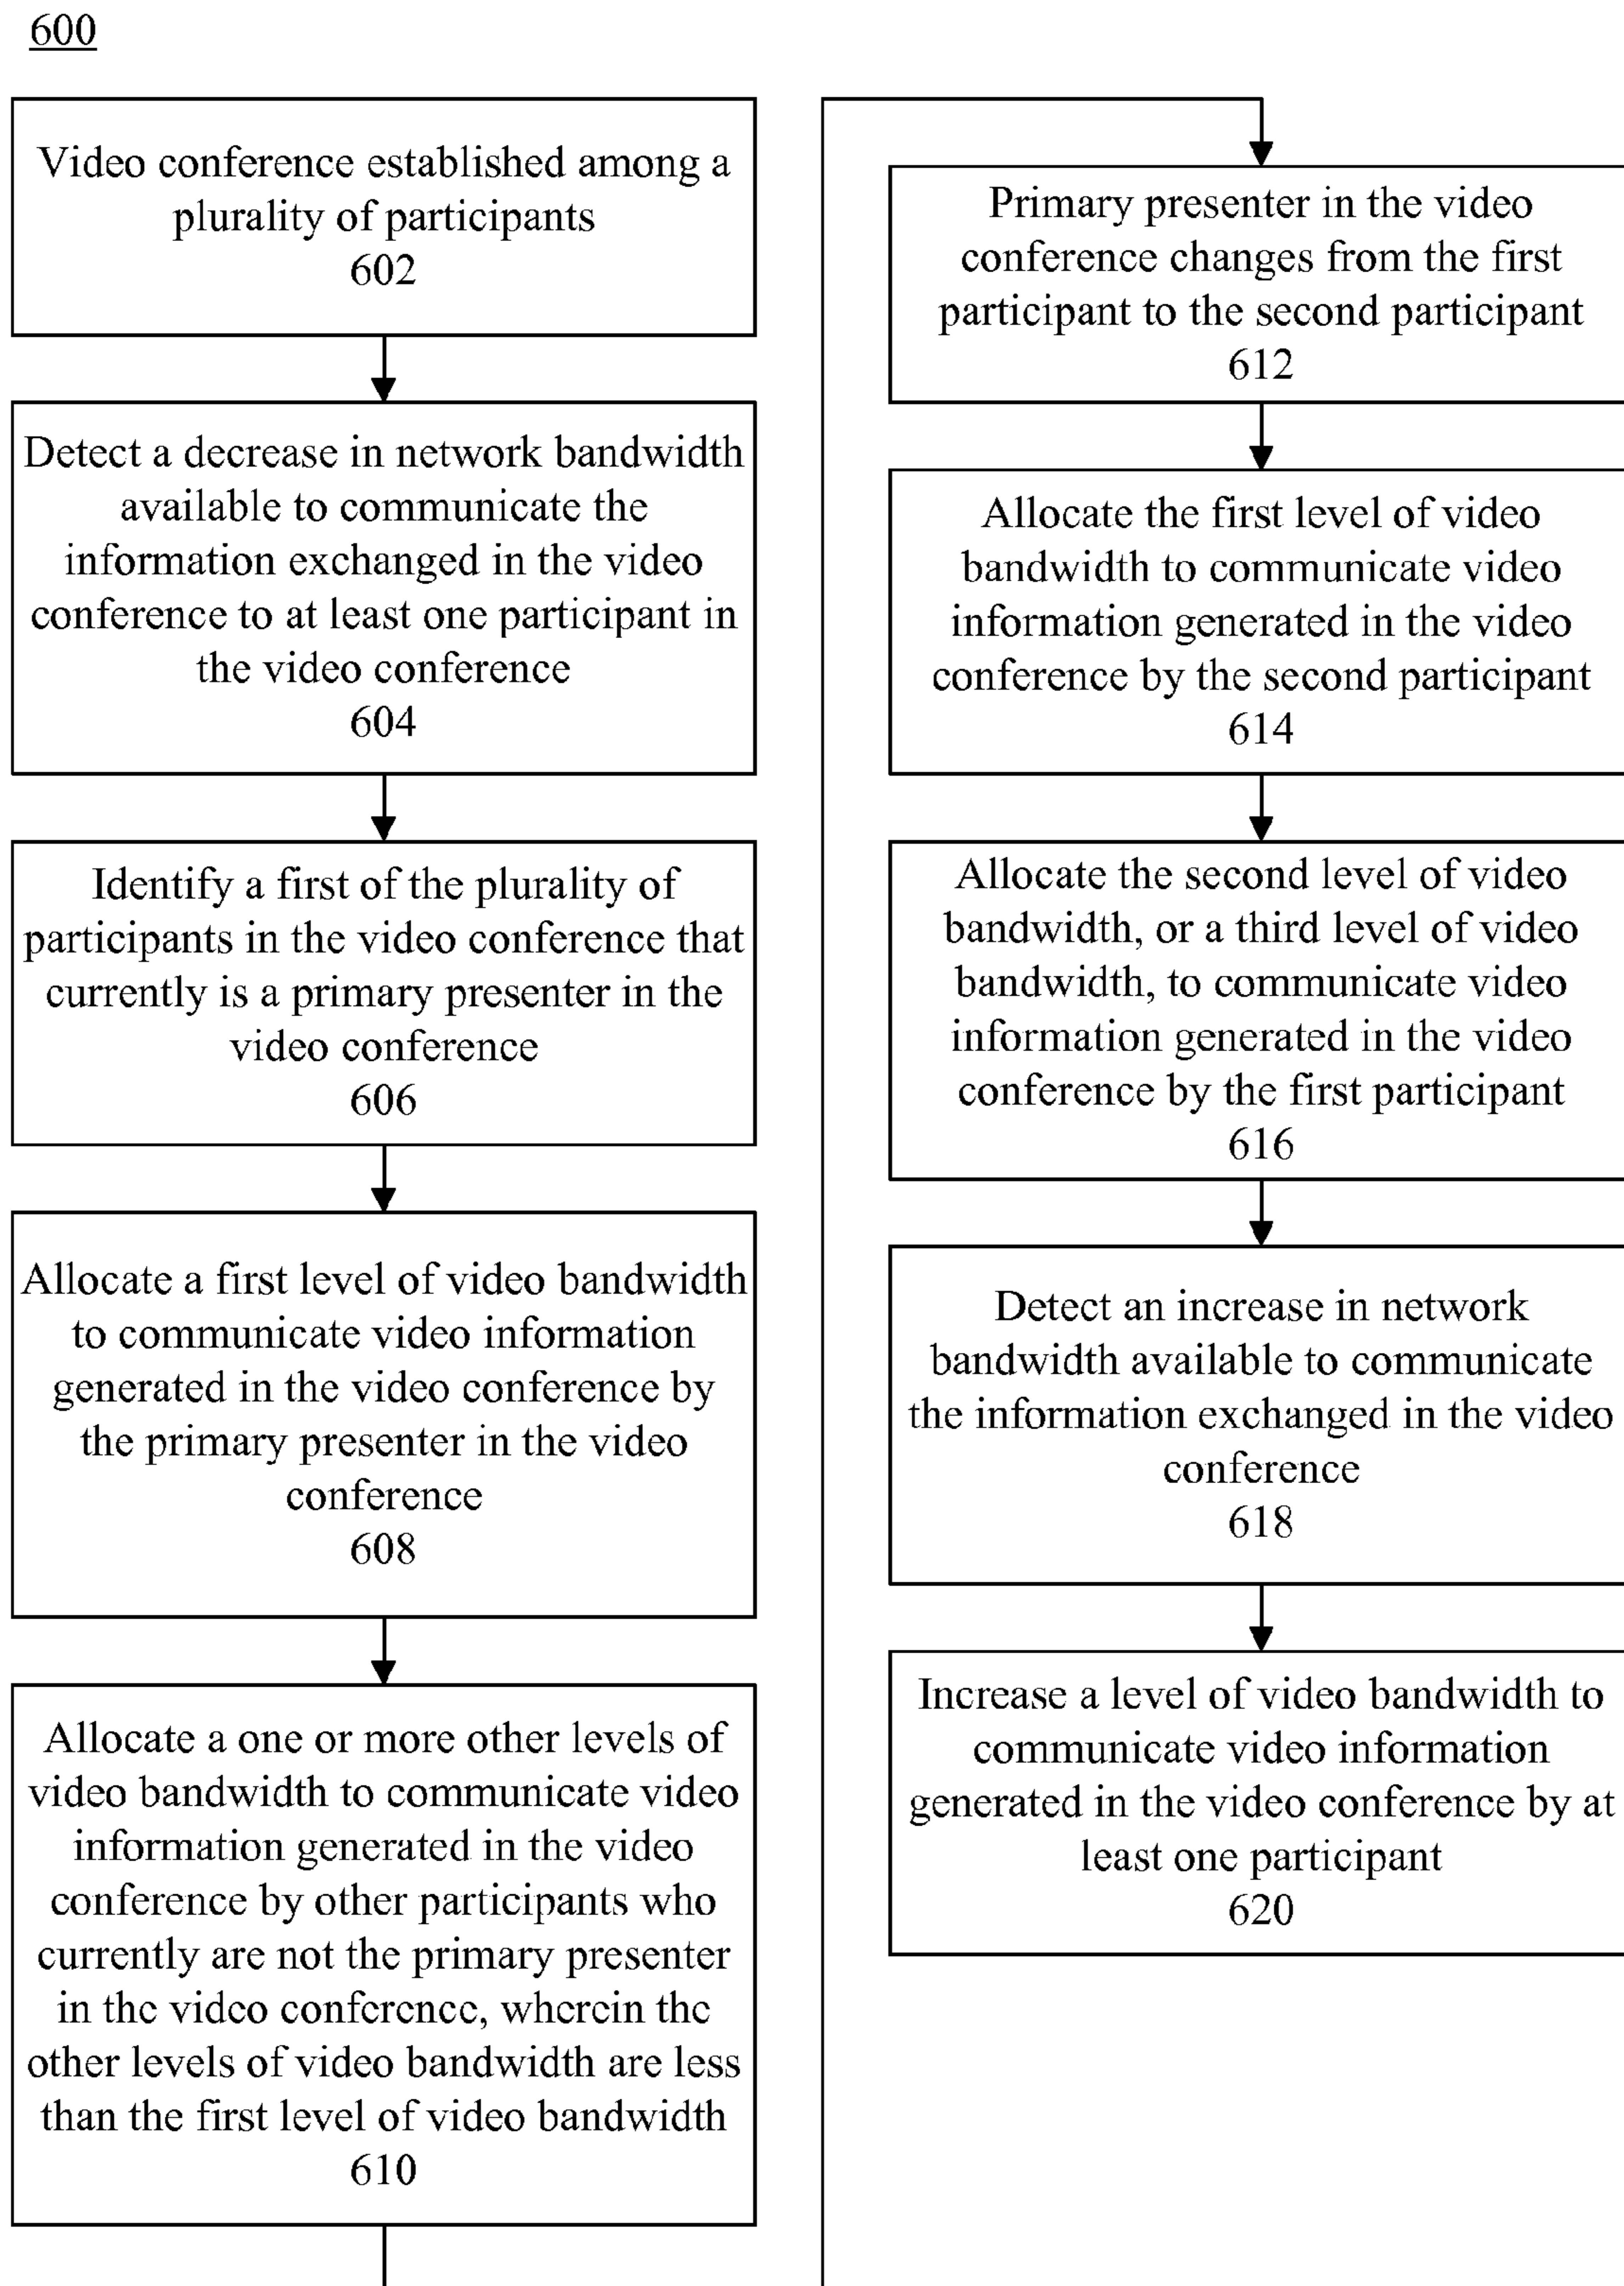 600
Video conference established among a
plurality of participants
602
Detect a decrease in network bandwidth
available to communicate the
information exchanged in the video
conference to at least one participant in
the video conference
604
Identify a first of the plurality of
participants in the video conference that
currently is a primary presenter in the
video conference
606
Allocate a first level of video bandwidth
to communicate video information
generated in the video conference by
the primary presenter in the video
conference
608
Allocate a one or more other levels of
video bandwidth to communicate video
information generated in the video
conference by other participants who
currently are not the primary presenter
in the video conference, wherein the
other levels of video bandwidth are less
than the first level of video bandwidth
610
Primary presenter in the video
conference changes from the first
participant to the second participant
612
Allocate the first level of video
bandwidth to communicate video
information generated in the video
conference by the second participant
614
Allocate the second level of video
bandwidth, or a third level of video
bandwidth, to communicate video
information generated in the video
conference by the first participant
616
Detect an increase in network
bandwidth available to communicate
the information exchanged in the video
conference
618
Increase a level of video bandwidth to
communicate video information
generated in the video conference by at
least one participant
620